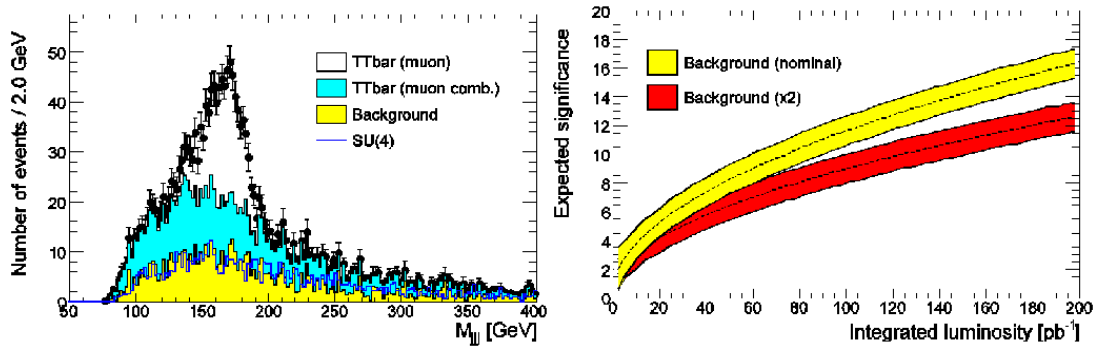 Number of events / 2.0 GeV
50
40
30
20
10
0
TTbar (muon)
TTbar (muon comb.)
Background
SU(4)
50 100 150 200 250 300 350 400
M_jjj [GeV]
Expected significance
20
18
16
14
12
10
8
6
4
2
0
Background (nominal)
Background (x2)
0 20 40 60 80 100 120 140 160 180 200
Integrated luminosity [pb⁻¹]